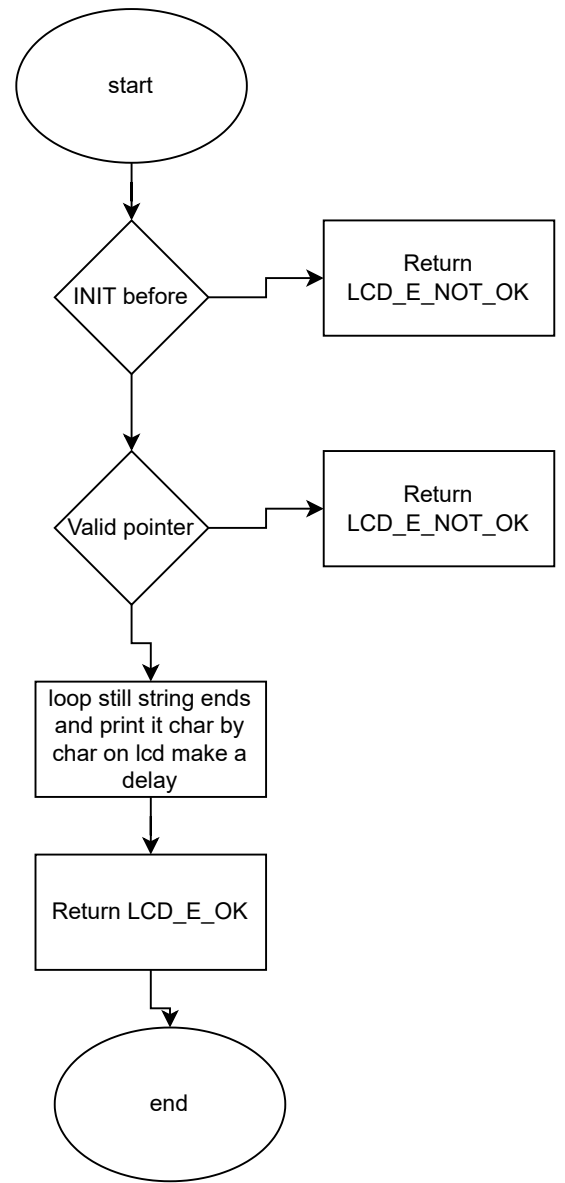 start
INIT before
Return
LCD_E_NOT_OK
Valid pointer
Return
LCD_E_NOT_OK
loop still string ends
and print it char by
char on lcd make a
delay
Return LCD_E_OK
end